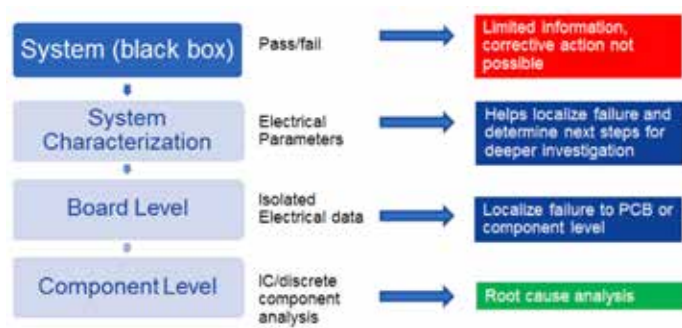 System (black box)
Pass/fail
Limited information,
corrective action not
possible
System
Characterization
Electrical
Parameters
Helps localize failure and
determine next steps for
deeper investigation
Board Level
Isolated
Electrical data
Localize failure to PCB or
component level
Component Level
IC/discrete
component
analysis
Root cause analysis